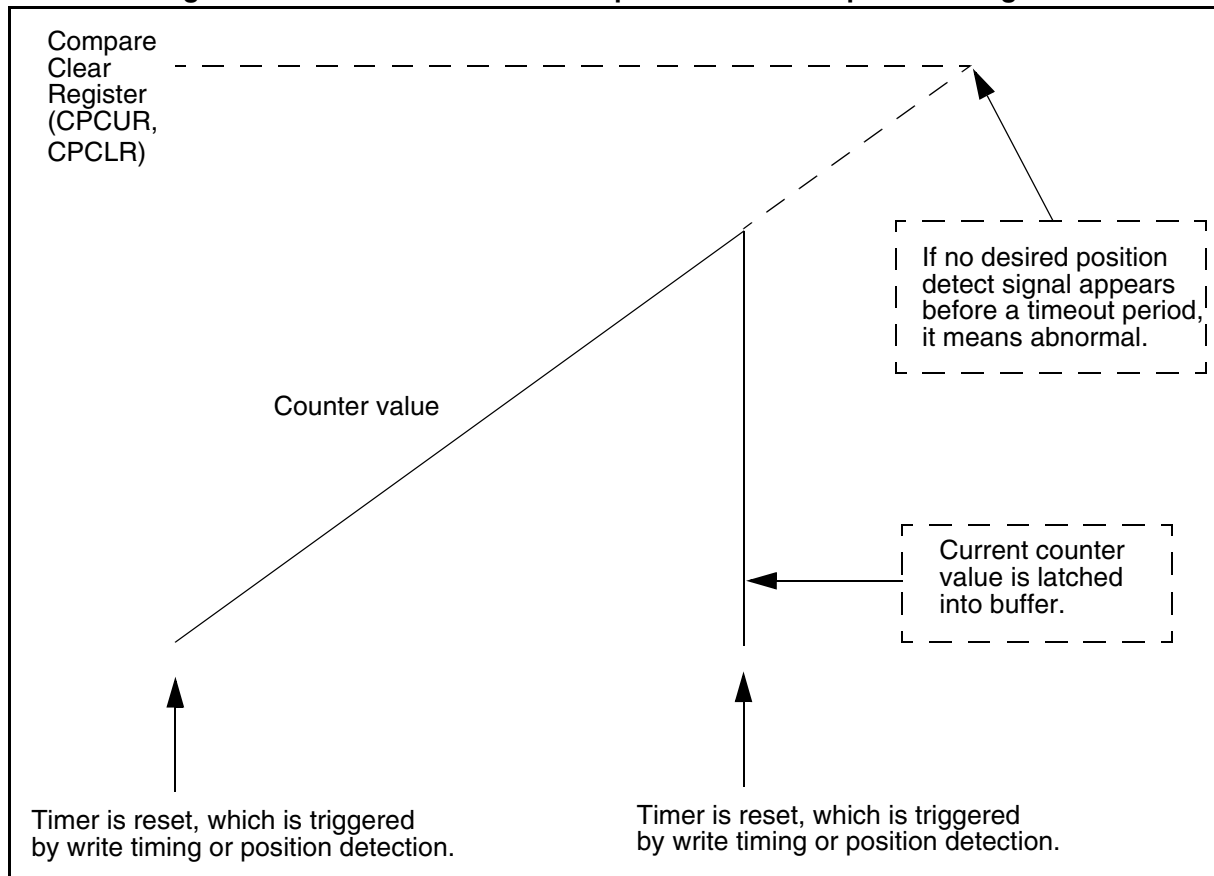 Compare
Clear
Register
(CPCUR,
CPCLR)
If no desired position
detect signal appears
before a timeout period,
it means abnormal.
Counter value
Current counter
value is latched
into buffer.
Timer is reset, which is triggered
by write timing or position detection.
Timer is reset, which is triggered
by write timing or position detection.